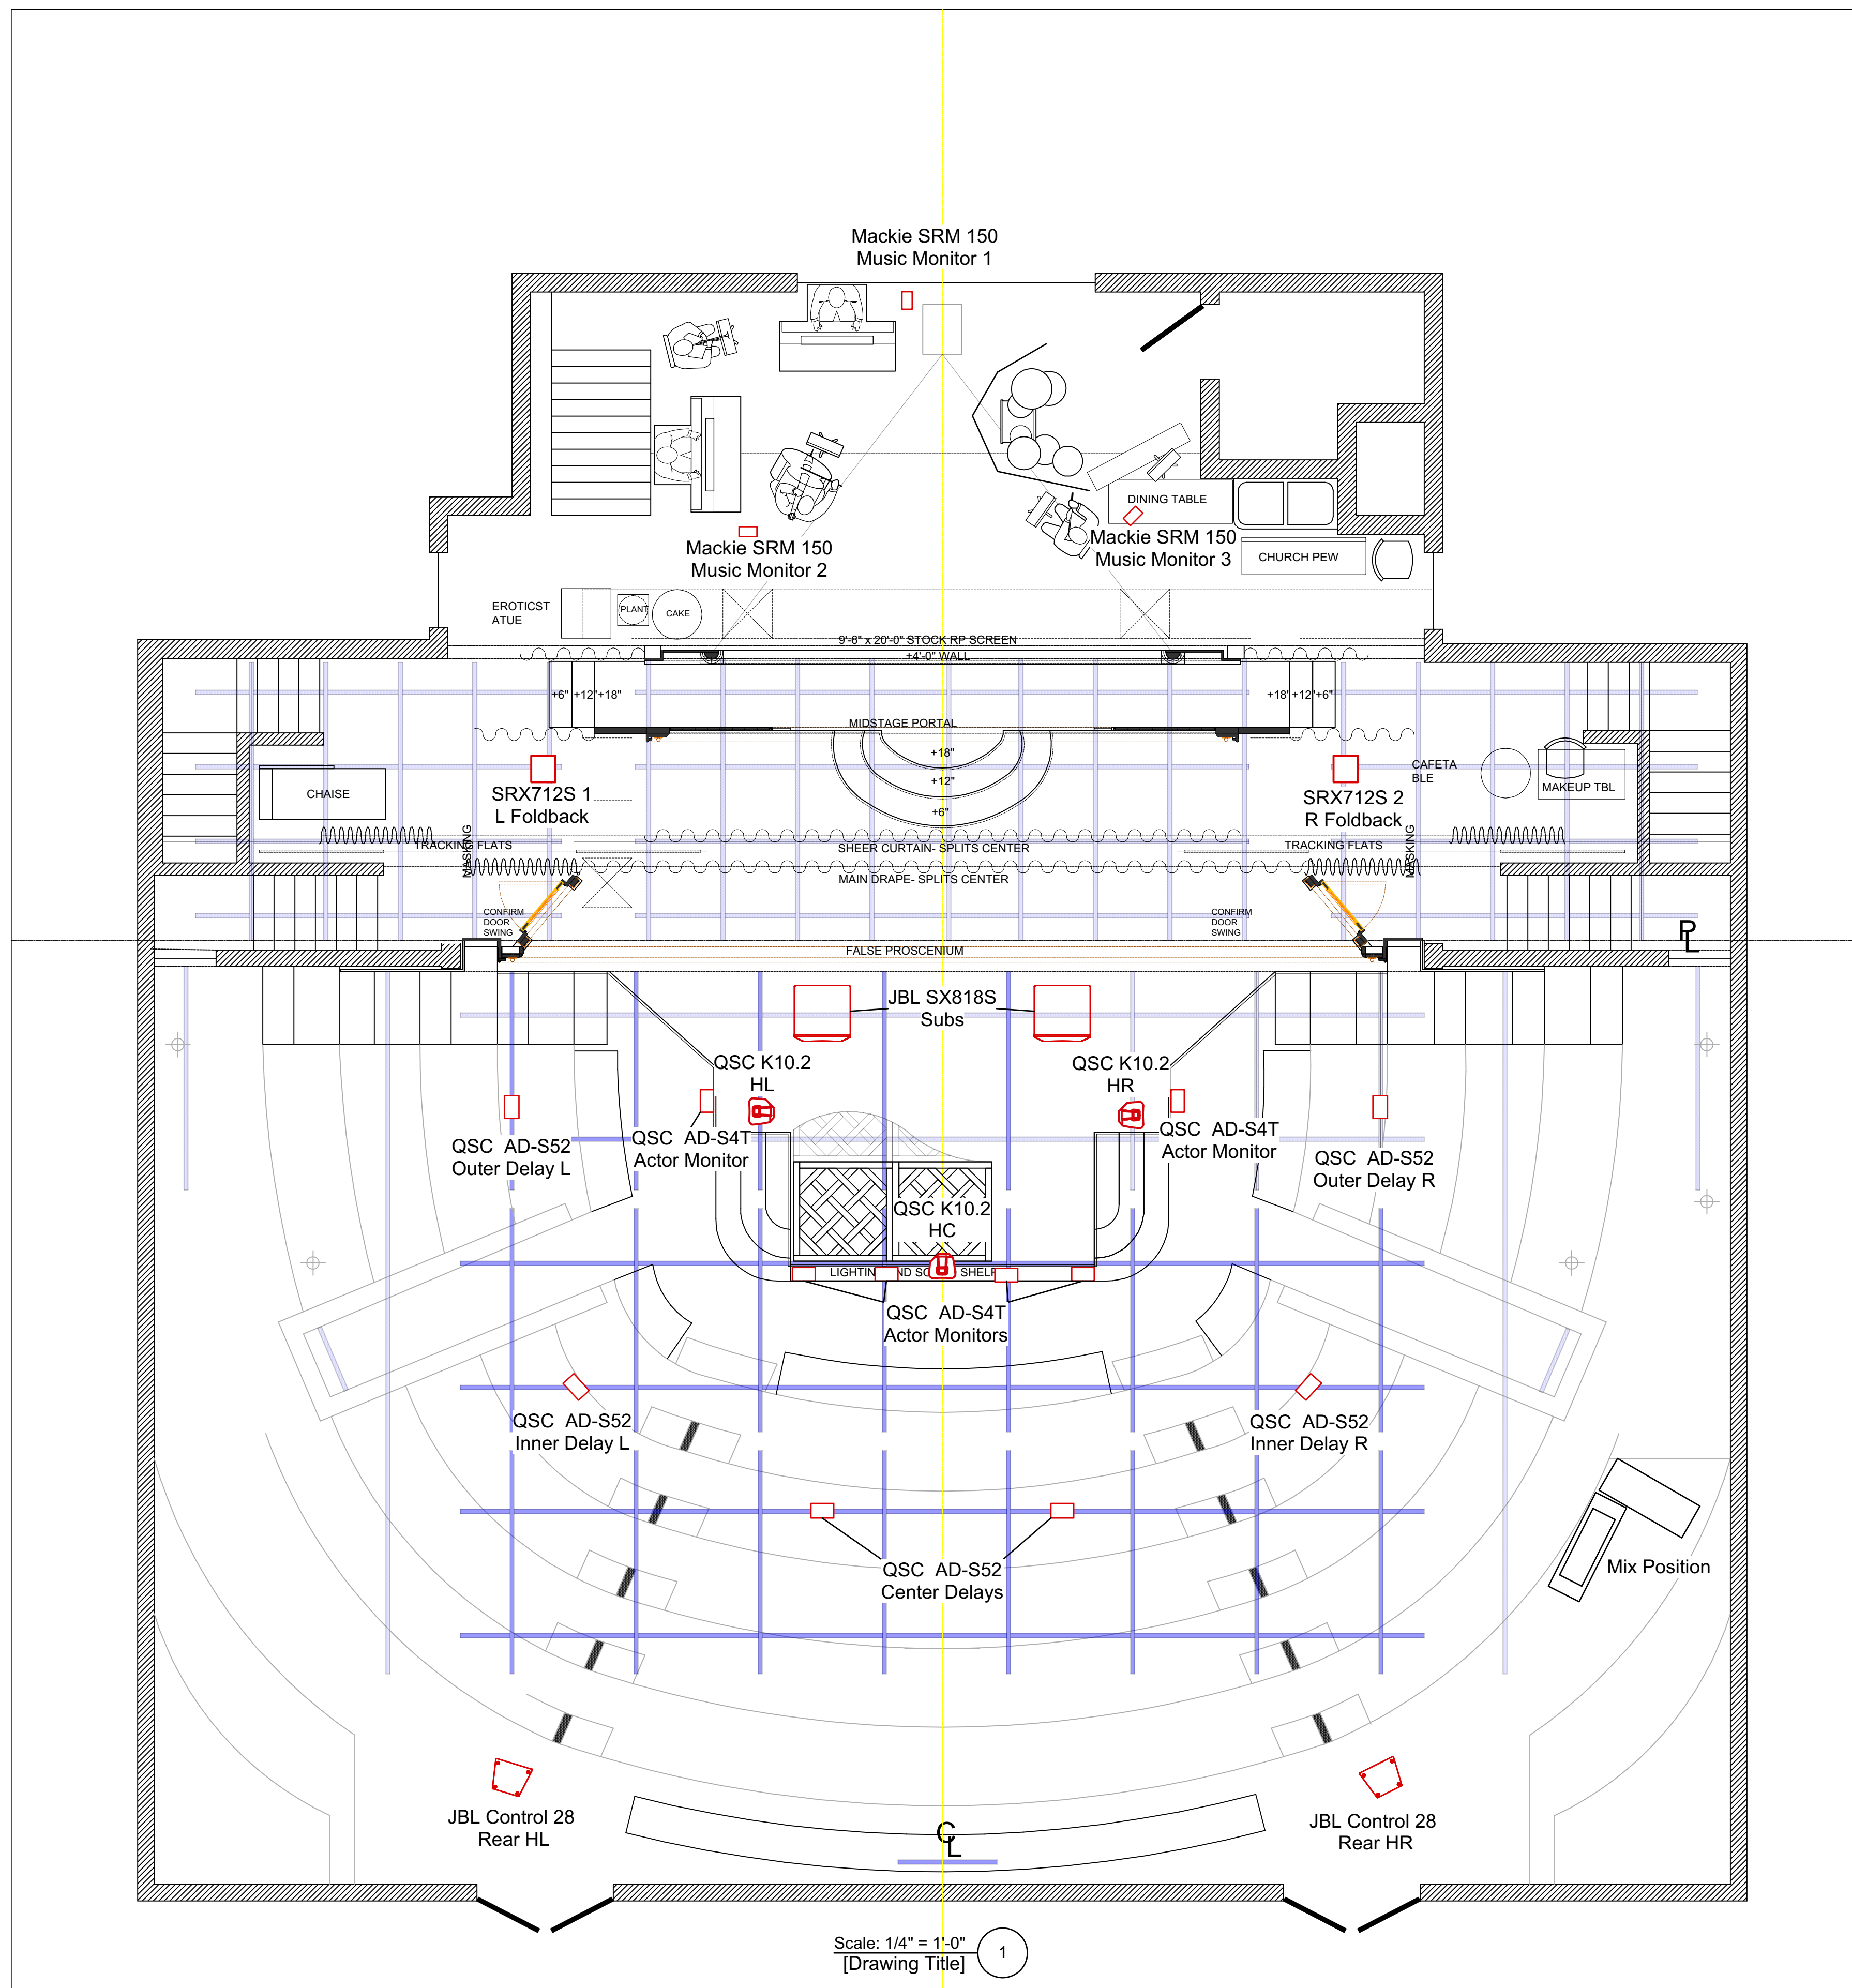 Mackie SRM 150
Music Monitor 1
DINING TABLE
Mackie SRM 150
Music Monitor 2
Mackie SRM 150
Music Monitor 3
CHURCH PEW
EROTICST
ATUE
PLANT
CAKE
9'-6" x 20'-0" STOCK RP SCREEN
+4'-0" WALL
+6" +12" +18"
+18" +12" +6"
MIDSTAGE PORTAL
+18"
+12"
+6"
CHAISE
SRX712S 1
L Foldback
SRX712S 2
R Foldback
CAFETA
BLE
MAKEUP TBL
MASKING
TRACKING FLATS
SHEER CURTAIN- SPLITS CENTER
TRACKING FLATS
MASKING
MAIN DRAPE- SPLITS CENTER
CONFIRM
DOOR
SWING
CONFIRM
DOOR
SWING
PL
FALSE PROSCENIUM
JBL SX818S
Subs
QSC K10.2
HL
QSC K10.2
HR
QSC AD-S52
Outer Delay L
QSC AD-S4T
Actor Monitor
QSC AD-S4T
Actor Monitor
QSC AD-S52
Outer Delay R
QSC K10.2
HC
LIGHTING AND SOUND SHELF
QSC AD-S4T
Actor Monitors
QSC AD-S52
Inner Delay L
QSC AD-S52
Inner Delay R
QSC AD-S52
Center Delays
Mix Position
JBL Control 28
Rear HL
JBL Control 28
Rear HR
CL
Scale: 1/4" = 1'-0"
[Drawing Title]
1